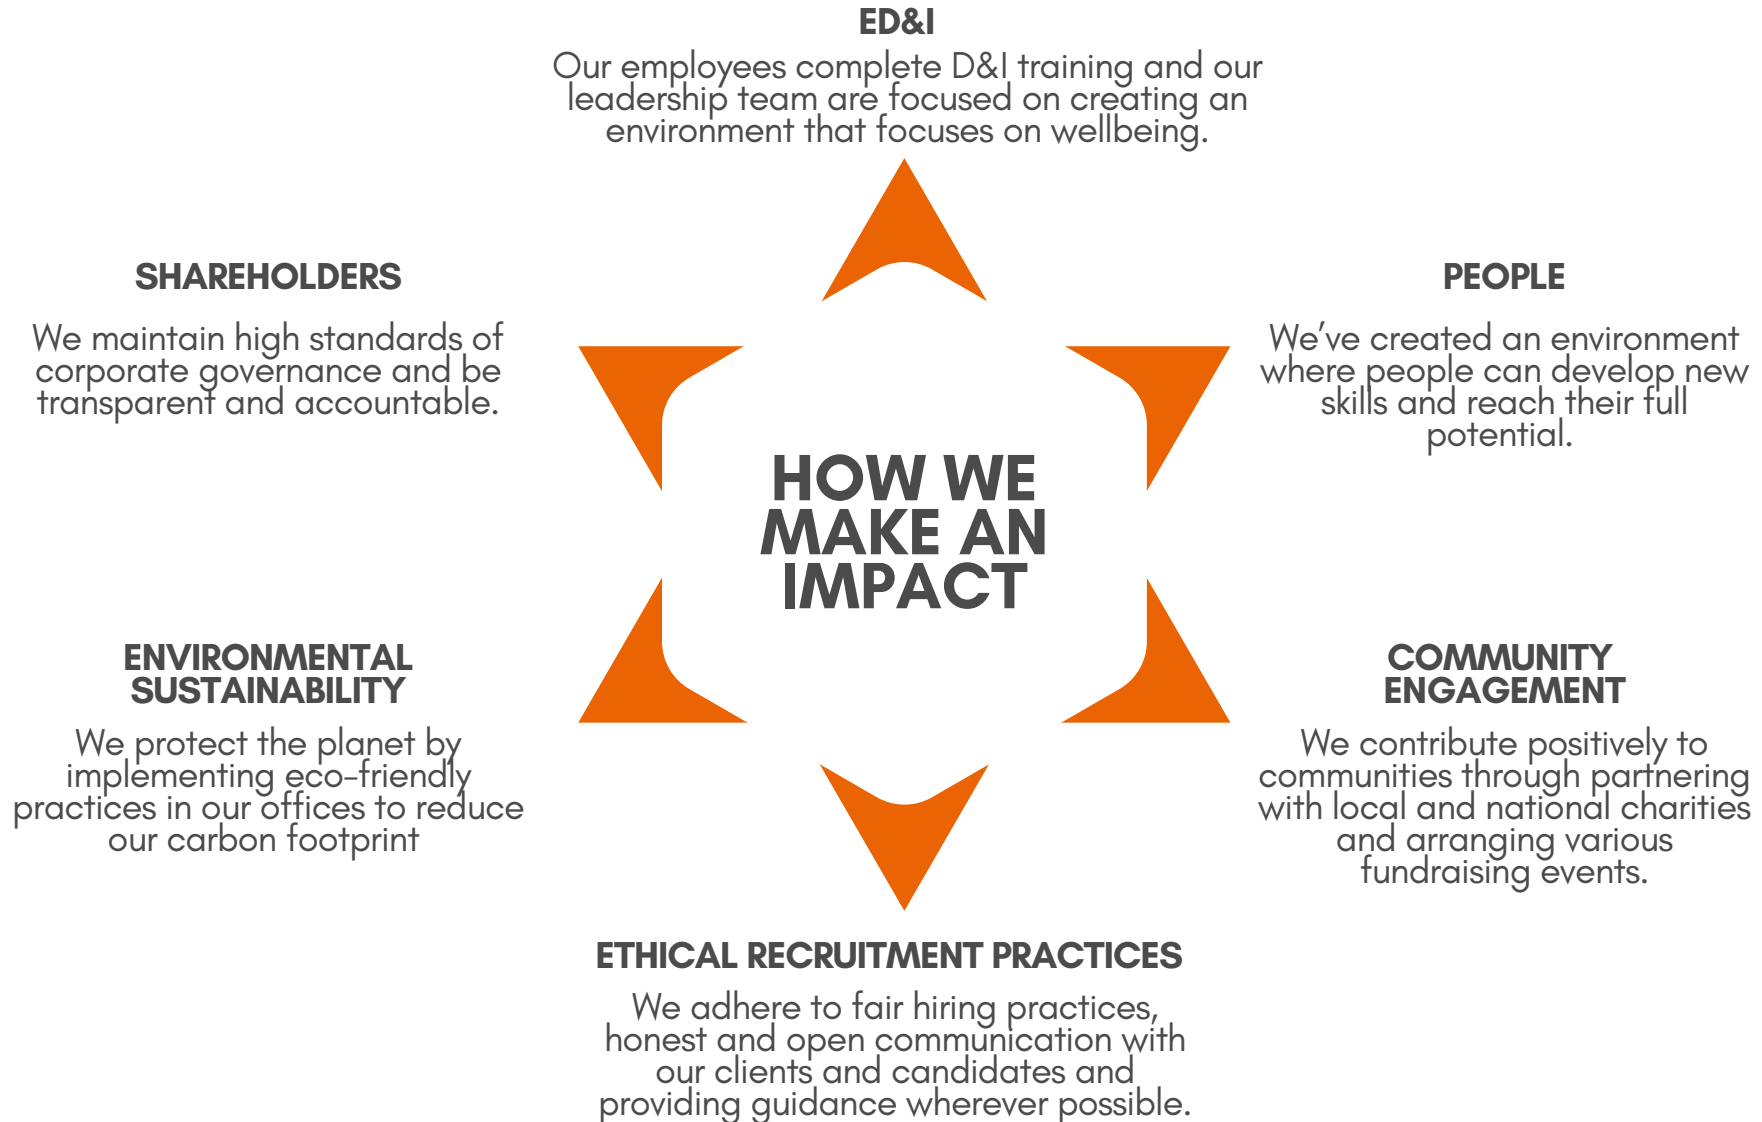 ED&I
Our employees complete D&I training and our
leadership team are focused on creating an
environment that focuses on wellbeing.
SHAREHOLDERS
We maintain high standards of
corporate governance and be
transparent and accountable.
PEOPLE
We’ve created an environment
where people can develop new
skills and reach their full
potential.
HOW WE
MAKE AN
IMPACT
ENVIRONMENTAL
SUSTAINABILITY
We protect the planet by
implementing eco-friendly
practices in our offices to reduce
our carbon footprint
COMMUNITY
ENGAGEMENT
We contribute positively to
communities through partnering
with local and national charities
and arranging various
fundraising events.
ETHICAL RECRUITMENT PRACTICES
We adhere to fair hiring practices,
honest and open communication with
our clients and candidates and
providing guidance wherever possible.